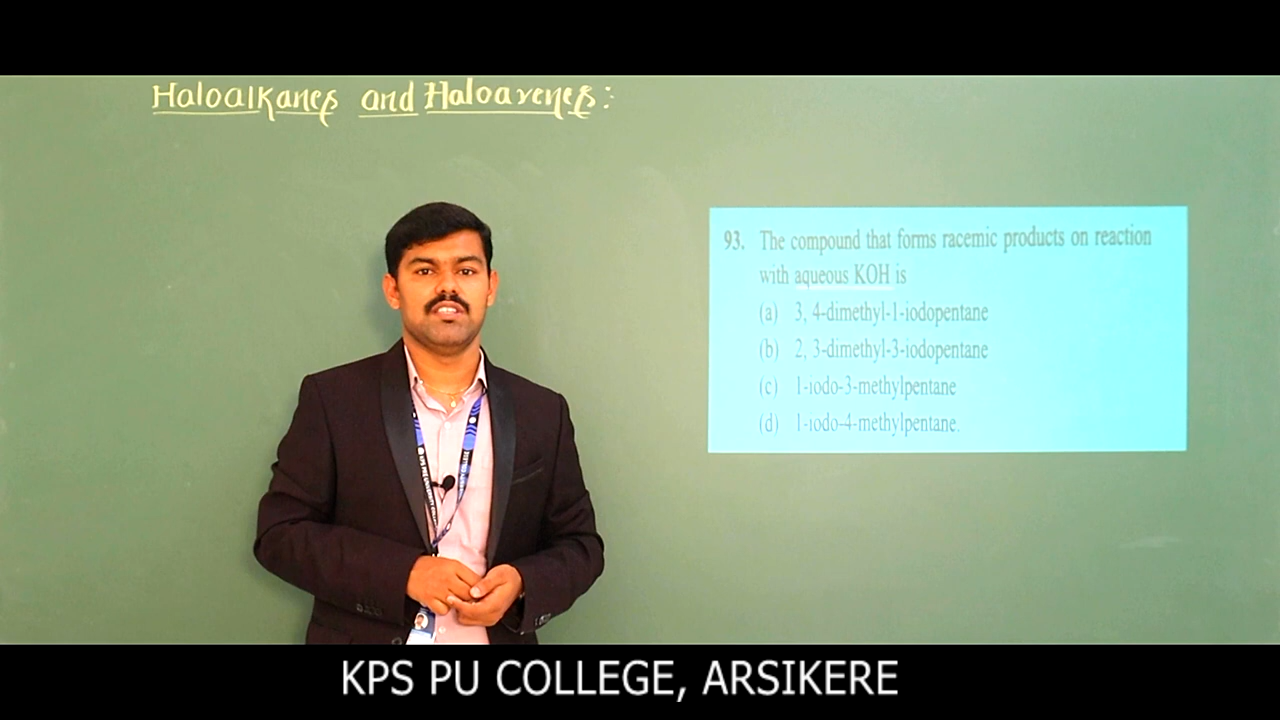 Haloalkanes and Haloarenes:
93. The compound that forms racemic products on reaction
with aqueous KOH is
(a) 3, 4-dimethyl-1-iodopentane
(b) 2, 3-dimethyl-3-iodopentane
(c) 1-iodo-3-methylpentane
(d) 1-iodo-4-methylpentane.
KPS PU COLLEGE, ARSIKERE